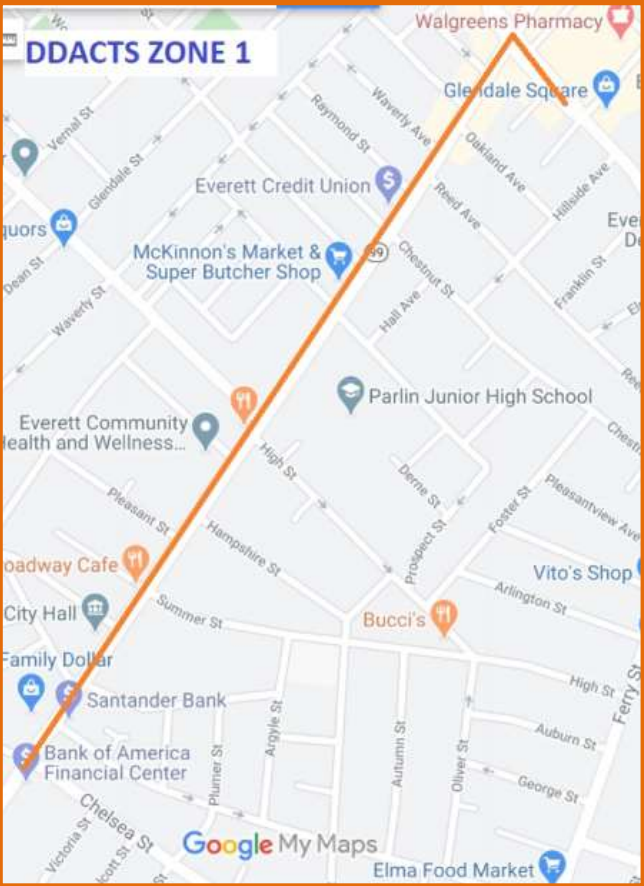 DDACTS ZONE 1
Walgreens Pharmacy
Glendale Square
Vernal St
Glendale St
Raymond St
Waverly Ave
Oakland Ave
Hillside Ave
Everett Credit Union
Reed Ave
quors
McKinnon's Market &
Super Butcher Shop
99
Chestnut St
Franklin St
Dean St
Waverly St
Hall Ave
Parlin Junior High School
Everett Community
Health and Wellness...
High St
Derne St
Foster St
Pleasantview Ave
Pleasant St
Hampshire St
Prospect St
oadway Cafe
Vito's Shop
Arlington St
City Hall
Summer St
Bucci's
Family Dollar
Santander Bank
High St
Ferry St
Argyle St
Autumn St
Oliver St
Auburn St
Bank of America
Financial Center
Plumer St
George St
Chelsea St
Victoria St
lcott St
Google My Maps
Elma Food Market